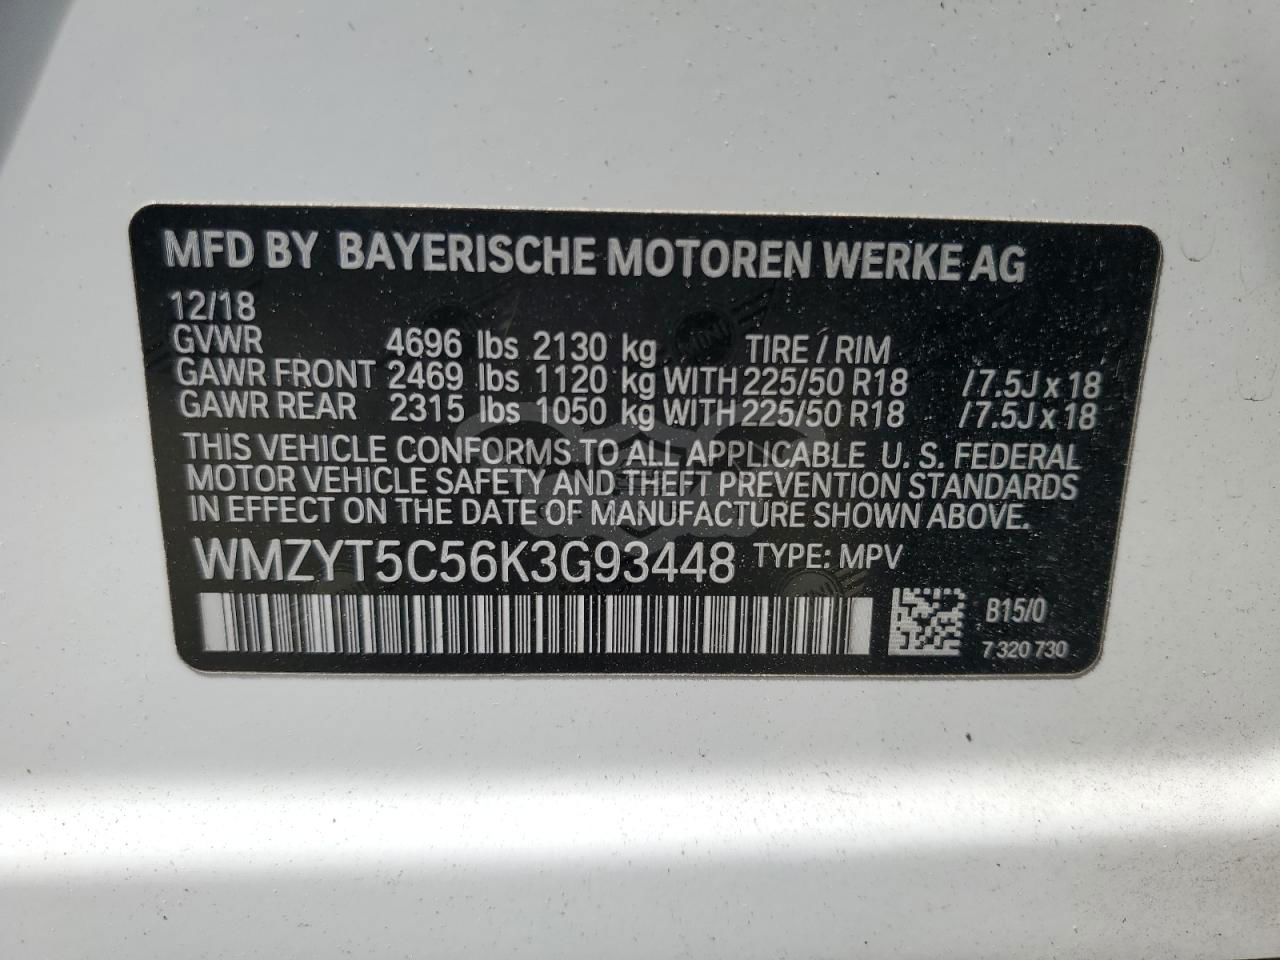 MFD BY BAYERISCHE MOTOREN WERKE AG
12/18
GVWR 4696 lbs 2130 kg TIRE / RIM
GAWR FRONT 2469 lbs 1120 kg WITH 225/50 R18 / 7.5J x 18
GAWR REAR 2315 lbs 1050 kg WITH 225/50 R18 / 7.5J x 18
THIS VEHICLE CONFORMS TO ALL APPLICABLE U. S. FEDERAL
MOTOR VEHICLE SAFETY AND THEFT PREVENTION STANDARDS
IN EFFECT ON THE DATE OF MANUFACTURE SHOWN ABOVE.
WMZYT5C56K3G93448 TYPE: MPV
B15/0
7 320 730